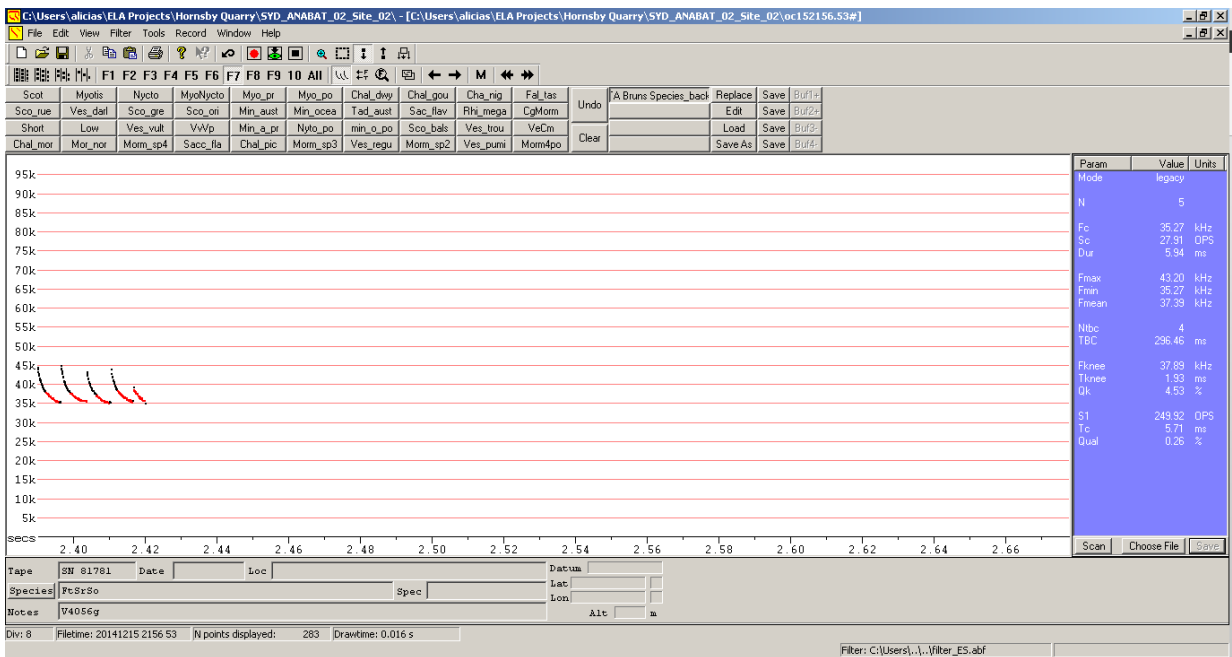 C:\Users\alicias\ELA Projects\Hornsby Quarry\SYD_ANABAT_02_Site_02\ - [C:\Users\alicias\ELA Projects\Hornsby Quarry\SYD_ANABAT_02_Site_02\oc152156.53#]
File Edit View Filter Tools Record Window Help
F1 F2 F3 F4 F5 F6 F7 F8 F9 10 All M
Scot Myotis Nycto MyoNycto Myo_pr Myo_po Chal_dwy Chal_gou Cha_nig Fal_tas Undo TA Bruns Species_back Replace Save Buf1+
Sco_rue Ves_darl Sco_gre Sco_ori Min_aust Min_ocea Tad_aust Sac_flav Rhi_mega CgMorm Edit Save Buf2+
Short Low Ves_vult VvVp Min_a_pr Nyto_po min_o_po Sco_bals Ves_trou VeCm Clear Load Save Buf3-
Chal_mor Mor_nor Morm_sp4 Sacc_fla Chal_pic Morm_sp3 Ves_regu Morm_sp2 Ves_pumi Morm4po Save As Save Buf4-
Param Value Units
Mode legacy
N 5
Fc 35.27 kHz
Sc 27.91 OPS
Dur 5.94 ms
Fmax 43.20 kHz
Fmin 35.27 kHz
Fmean 37.39 kHz
Ntbc 4
TBC 296.46 ms
Fknee 37.89 kHz
Tknee 1.93 ms
Qk 4.53 %
S1 249.92 OPS
Tc 5.71 ms
Qual 0.26 %
Scan Choose File Save
95k
90k
85k
80k
75k
70k
65k
60k
55k
50k
45k
40k
35k
30k
25k
20k
15k
10k
5k
secs 2.40 2.42 2.44 2.46 2.48 2.50 2.52 2.54 2.56 2.58 2.60 2.62 2.64 2.66
Tape SN 81781 Date Loc Datum
Species FtSrSo Spec Lat
Lon
Notes V4056g Alt m
Div: 8 Filetime: 20141215 2156 53 N points displayed: 283 Drawtime: 0.016 s
Filter: C:\Users\..\..\filter_ES.abf